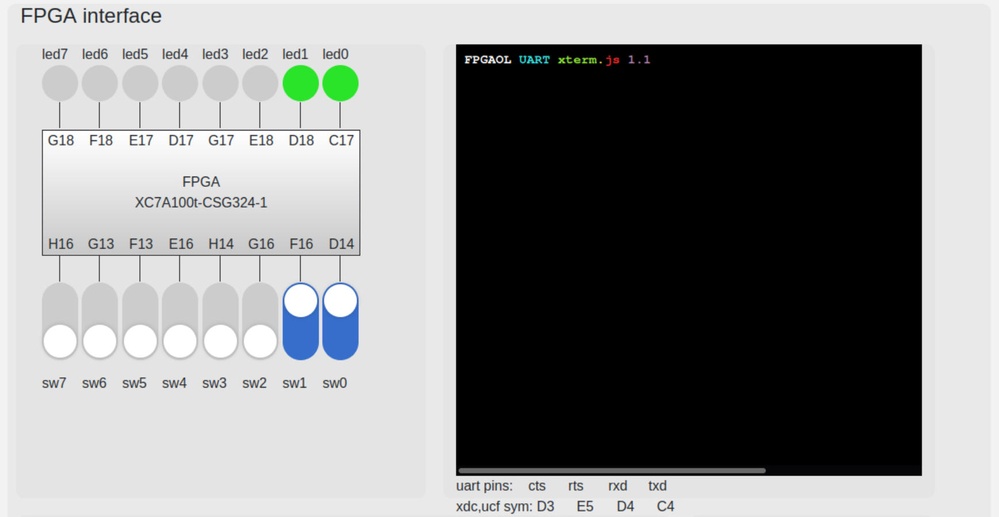 FPGA interface
led7 led6 led5 led4 led3 led2 led1 led0
G18 F18 E17 D17 G17 E18 D18 C17
FPGA
XC7A100t-CSG324-1
H16 G13 F13 E16 H14 G16 F16 D14
sw7 sw6 sw5 sw4 sw3 sw2 sw1 sw0
FPGAOL UART xterm.js 1.1
uart pins: cts rts rxd txd
xdc,ucf sym: D3 E5 D4 C4